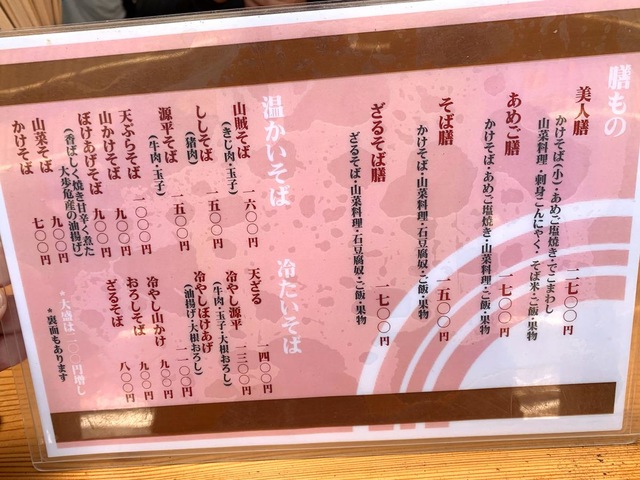 膳もの
美人膳 二七〇〇円
かけそば(小)・あめご塩焼き・でこまわし
山菜料理・刺身こんにゃく・そば米・ご飯・果物
あめご膳 一七〇〇円
かけそば・あめご塩焼き・山菜料理・ご飯・果物
そば膳 一五〇〇円
かけそば・山菜料理・石豆腐奴・ご飯・果物
ざるそば膳 一七〇〇円
ざるそば・山菜料理・石豆腐奴・ご飯・果物
温かいそば
山賊そば 一六〇〇円
(きじ肉・玉子)
ししそば 一五〇〇円
(猪肉)
源平そば 一五〇〇円
(牛肉・玉子)
天ぷらそば 一〇〇〇円
山かけそば 九〇〇円
ぼけあげそば 九〇〇円
(香ばしく焼き甘辛く煮た
大歩危産の油揚げ)
山菜そば 九〇〇円
かけそば 七〇〇円
冷たいそば
天ざる 一四〇〇円
冷やし源平 一三〇〇円
(牛肉・玉子・大根おろし)
冷やしぼけあげ 一一〇〇円
(油揚げ・大根おろし)
冷やし山かけ 九〇〇円
おろしそば 九〇〇円
ざるそば 八〇〇円
*大盛は 円増し
*裏面もあります